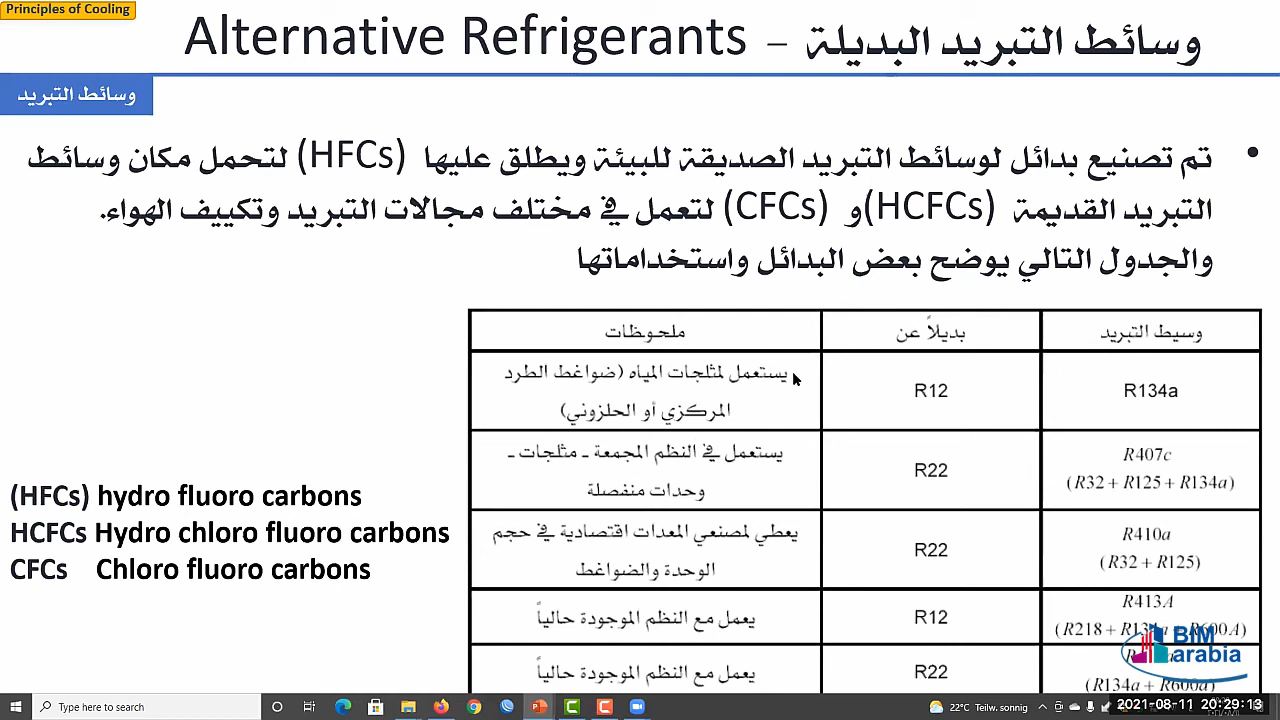 Principles of Cooling
وسائط التبريد البديلة – Alternative Refrigerants
وسائط التبريد
• تم تصنيع بدائل لوسائط التبريد الصديقة للبيئة ويطلق عليها (HFCs) لتحمل مكان وسائط
التبريد القديمة (HCFCs)و (CFCs) لتعمل في مختلف مجالات التبريد وتكييف الهواء.
والجدول التالي يوضح بعض البدائل واستخداماتها
وسيط التبريد بديلاً عن ملحوظات
R134a R12 يستعمل لمثلجات المياه (ضواغط الطرد
المركزي أو الحلزوني)
R407c R22 يستعمل في النظم المجمعة ـ مثلجات ـ
(R32 + R125 + R134a) وحدات منفصلة
R410a R22 يعطي لمصنعي المعدات اقتصادية في حجم
(R32 + R125) الوحدة والضواغط
R413A R12 يعمل مع النظم الموجودة حالياً
(R218 + R134a + R600A)
R22 يعمل مع النظم الموجودة حالياً
(R134a + R600a)
(HFCs) hydro fluoro carbons
HCFCs Hydro chloro fluoro carbons
CFCs Chloro fluoro carbons
BIM
arabia
Type here to search
22°C Teilw. sonnig
2021-08-11 20:29:13